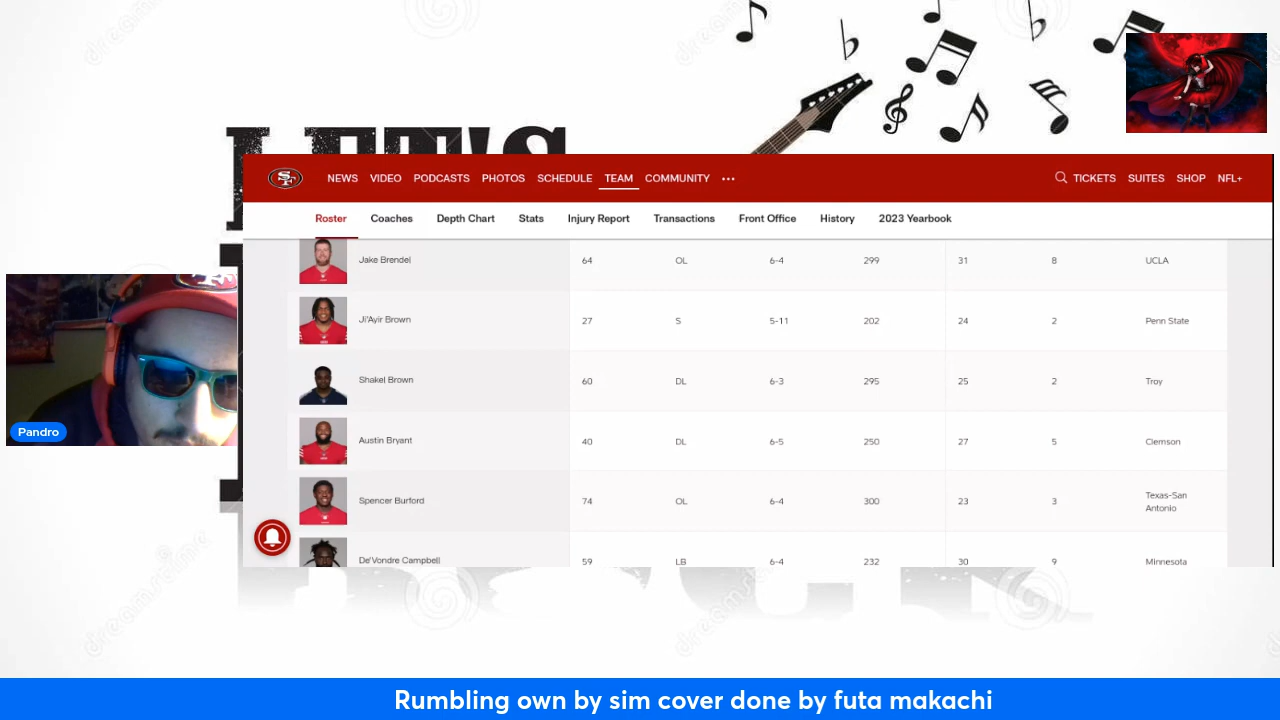 LET'S
NEWS VIDEO PODCASTS PHOTOS SCHEDULE TEAM COMMUNITY ••• TICKETS SUITES SHOP NFL+
Roster Coaches Depth Chart Stats Injury Report Transactions Front Office History 2023 Yearbook
Jake Brendel 64 OL 6-4 299 31 8 UCLA
Ji'Ayir Brown 27 S 5-11 202 24 2 Penn State
Shakel Brown 60 DL 6-3 295 25 2 Troy
Austin Bryant 40 DL 6-5 250 27 5 Clemson
Spencer Burford 74 OL 6-4 300 23 3 Texas-San
Antonio
De'Vondre Campbell 59 LB 6-4 232 30 9 Minnesota
Pandro
Rumbling own by sim cover done by futa makachi